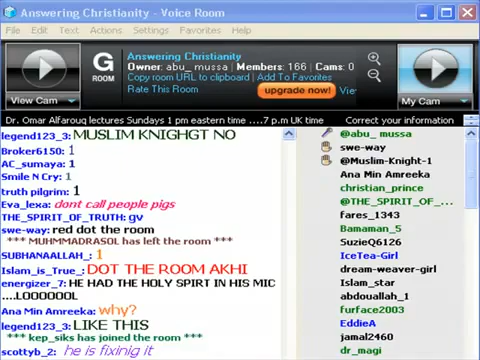 Answering Christianity - Voice Room
File Edit Text Actions Settings Favorites Help
G ROOM
Answering Christianity
Owner: abu_ mussa | Members: 166 | Cams: 0
Copy room URL to clipboard | Add To Favorites
Rate This Room
upgrade now!
View Cam
My Cam
Dr. Omar Alfarouq lectures Sundays 1 pm eastern time ....7 p.m UK time Correct your information
legend123_3: MUSLIM KNIGHGT NO
Broker6150: 1
AC_sumaya: 1
Smile N Cry: 1
truth pilgrim: 1
Eva_lexa: dont call people pigs
THE_SPIRIT_OF_TRUTH: gv
swe-way: red dot the room
*** MUHMMADRASOL has left the room ***
SUBHANAALLAH_: 1
Islam_is_True_: DOT THE ROOM AKHI
energizer_7: HE HAD THE HOLY SPIRT IN HIS MIC
....LOOOOOOL
Ana Min Amreeka: why?
legend123_3: LIKE THIS
*** kep_siks has joined the room ***
scottyb_2: he is fixinig it
@abu_ mussa
swe-way
@Muslim-Knight-1
Ana Min Amreeka
christian_prince
@THE_SPIRIT_OF_...
fares_1343
Bamaman_5
SuzieQ6126
IceTea-Girl
dream-weaver-girl
Islam_star
abdouallah_1
furface2003
EddieA
jamal2460
dr_magi